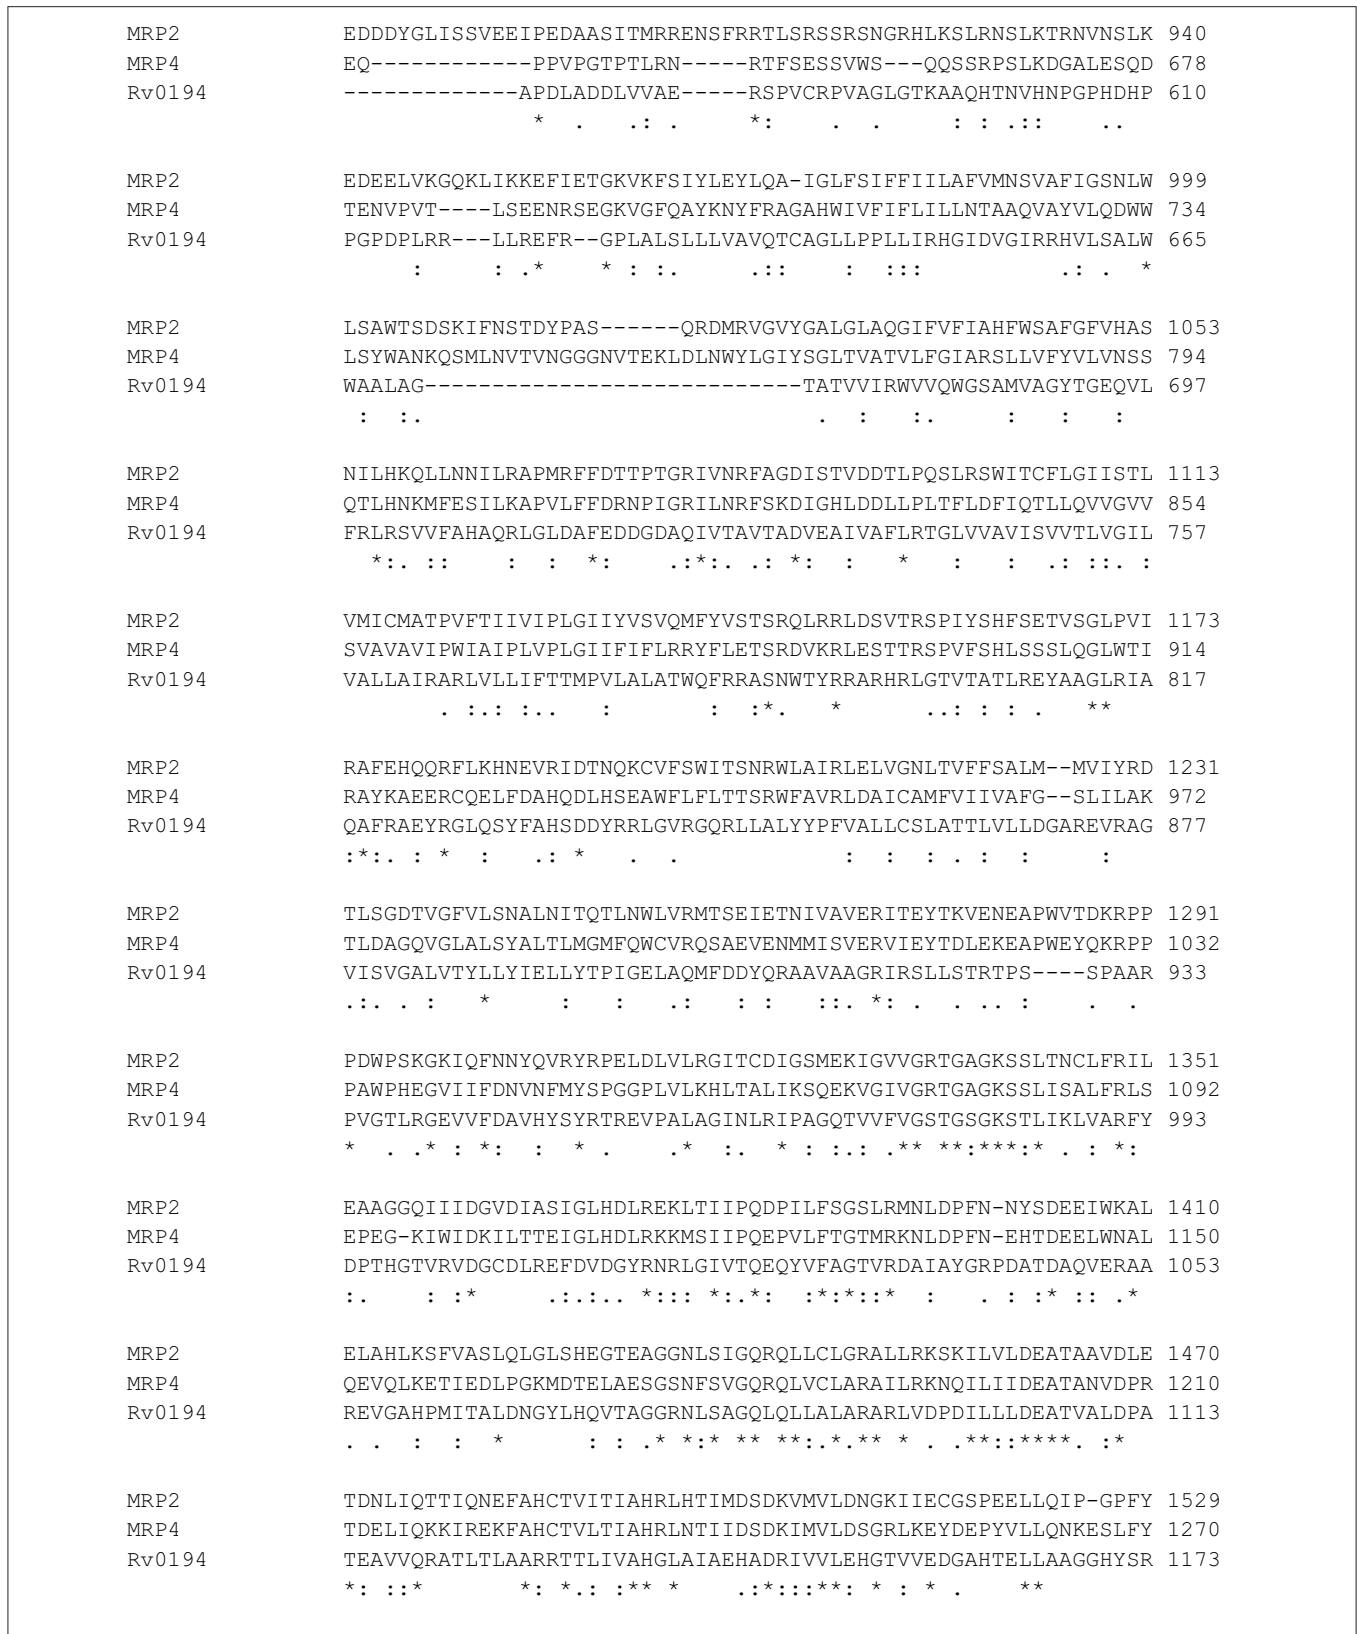 MRP2 EDDDYGLISSVEEIPEDAASITMRRENSFRRTLSRSSRSNGRHLKSLRNSLKTRNVNSLK 940
MRP4 EQ------------PPVPGTPTLRN-----RTFSESSVWS---QQSSRPSLKDGALESQD 678
Rv0194 -------------APDLADDLVVAE-----RSPVCRPVAGLGTKAAQHTNVHNPGPHDHP 610
* . .: . *: . . : : .:: ..
MRP2 EDEELVKGQKLIKKEFIETGKVKFSIYLEYLQA-IGLFSIFFIILAFVMNSVAFIGSNLW 999
MRP4 TENVPVT----LSEENRSEGKVGFQAYKNYFRAGAHWIVFIFLILLNTAAQVAYVLQDWW 734
Rv0194 PGPDPLRR---LLREFR--GPLALSLLLVAVQTCAGLLPPLLIRHGIDVGIRRHVLSALW 665
: : .* * : :. .:: : ::: .: . *
MRP2 LSAWTSDSKIFNSTDYPAS------QRDMRVGVYGALGLAQGIFVFIAHFWSAFGFVHAS 1053
MRP4 LSYWANKQSMLNVTVNGGGNVTEKLDLNWYLGIYSGLTVATVLFGIARSLLVFYVLVNSS 794
Rv0194 WAALAG----------------------------TATVVIRWVVQWGSAMVAGYTGEQVL 697
: :. . : :. : : :
MRP2 NILHKQLLNNILRAPMRFFDTTPTGRIVNRFAGDISTVDDTLPQSLRSWITCFLGIISTL 1113
MRP4 QTLHNKMFESILKAPVLFFDRNPIGRILNRFSKDIGHLDDLLPLTFLDFIQTLLQVVGVV 854
Rv0194 FRLRSVVFAHAQRLGLDAFEDDGDAQIVTAVTADVEAIVAFLRTGLVVAVISVVTLVGIL 757
*:. :: : : *: .:*:. .: *: : * : : .: ::. :
MRP2 VMICMATPVFTIIVIPLGIIYVSVQMFYVSTSRQLRRLDSVTRSPIYSHFSETVSGLPVI 1173
MRP4 SVAVAVIPWIAIPLVPLGIIFIFLRRYFLETSRDVKRLESTTRSPVFSHLSSSLQGLWTI 914
Rv0194 VALLAIRARLVLLIFTTMPVLALATWQFRRASNWTYRRARHRLGTVTATLREYAAGLRIA 817
. :.: :.. : : :*. * ..: : : . **
MRP2 RAFEHQQRFLKHNEVRIDTNQKCVFSWITSNRWLAIRLELVGNLTVFFSALM--MVIYRD 1231
MRP4 RAYKAEERCQELFDAHQDLHSEAWFLFLTTSRWFAVRLDAICAMFVIIVAFG--SLILAK 972
Rv0194 QAFRAEYRGLQSYFAHSDDYRRLGVRGQRLLALYYPFVALLCSLATTLVLLDGAREVRAG 877
:*:. : * : .: * . . : : : . : : :
MRP2 TLSGDTVGFVLSNALNITQTLNWLVRMTSEIETNIVAVERITEYTKVENEAPWVTDKRPP 1291
MRP4 TLDAGQVGLALSYALTLMGMFQWCVRQSAEVENMMISVERVIEYTDLEKEAPWEYQKRPP 1032
Rv0194 VISVGALVTYLLYIELLYTPIGELAQMFDDYQRAAVAAGRIRSLLSTRTPS----SPAAR 933
.:. . : * : : .: : : ::. *: . . .. : . .
MRP2 PDWPSKGKIQFNNYQVRYRPELDLVLRGITCDIGSMEKIGVVGRTGAGKSSLTNCLFRIL 1351
MRP4 PAWPHEGVIIFDNVNFMYSPGGPLVLKHLTALIKSQEKVGIVGRTGAGKSSLISALFRLS 1092
Rv0194 PVGTLRGEVVFDAVHYSYRTREVPALAGINLRIPAGQTVVFVGSTGSGKSTLIKLVARFY 993
* . .* : *: : * . .* :. * : :.: .** **:***:* . : *:
MRP2 EAAGGQIIIDGVDIASIGLHDLREKLTIIPQDPILFSGSLRMNLDPFN-NYSDEEIWKAL 1410
MRP4 EPEG-KIWIDKILTTEIGLHDLRKKMSIIPQEPVLFTGTMRKNLDPFN-EHTDEELWNAL 1150
Rv0194 DPTHGTVRVDGCDLREFDVDGYRNRLGIVTQEQYVFAGTVRDAIAYGRPDATDAQVERAA 1053
:. : :* .:.:.. *::: *:.*: :*:*::* : . : :* :: .*
MRP2 ELAHLKSFVASLQLGLSHEGTEAGGNLSIGQRQLLCLGRALLRKSKILVLDEATAAVDLE 1470
MRP4 QEVQLKETIEDLPGKMDTELAESGSNFSVGQRQLVCLARAILRKNQILIIDEATANVDPR 1210
Rv0194 REVGAHPMITALDNGYLHQVTAGGRNLSAGQLQLLALARARLVDPDILLLDEATVALDPA 1113
. . : : * : : .* *:* ** **:.*.** * . .**::****. :*
MRP2 TDNLIQTTIQNEFAHCTVITIAHRLHTIMDSDKVMVLDNGKIIECGSPEELLQIP-GPFY 1529
MRP4 TDELIQKKIREKFAHCTVLTIAHRLNTIIDSDKIMVLDSGRLKEYDEPYVLLQNKESLFY 1270
Rv0194 TEAVVQRATLTLAARRTTLIVAHGLAIAEHADRIVVLEHGTVVEDGAHTELLAAGGHYSR 1173
*: ::* *: *.: :** * .:*:::**: * : * . **